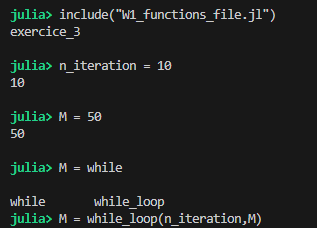 julia> include("W1_functions_file.jl")
exercice_3
julia> n_iteration = 10
10
julia> M = 50
50
julia> M = while
while while_loop
julia> M = while_loop(n_iteration,M)